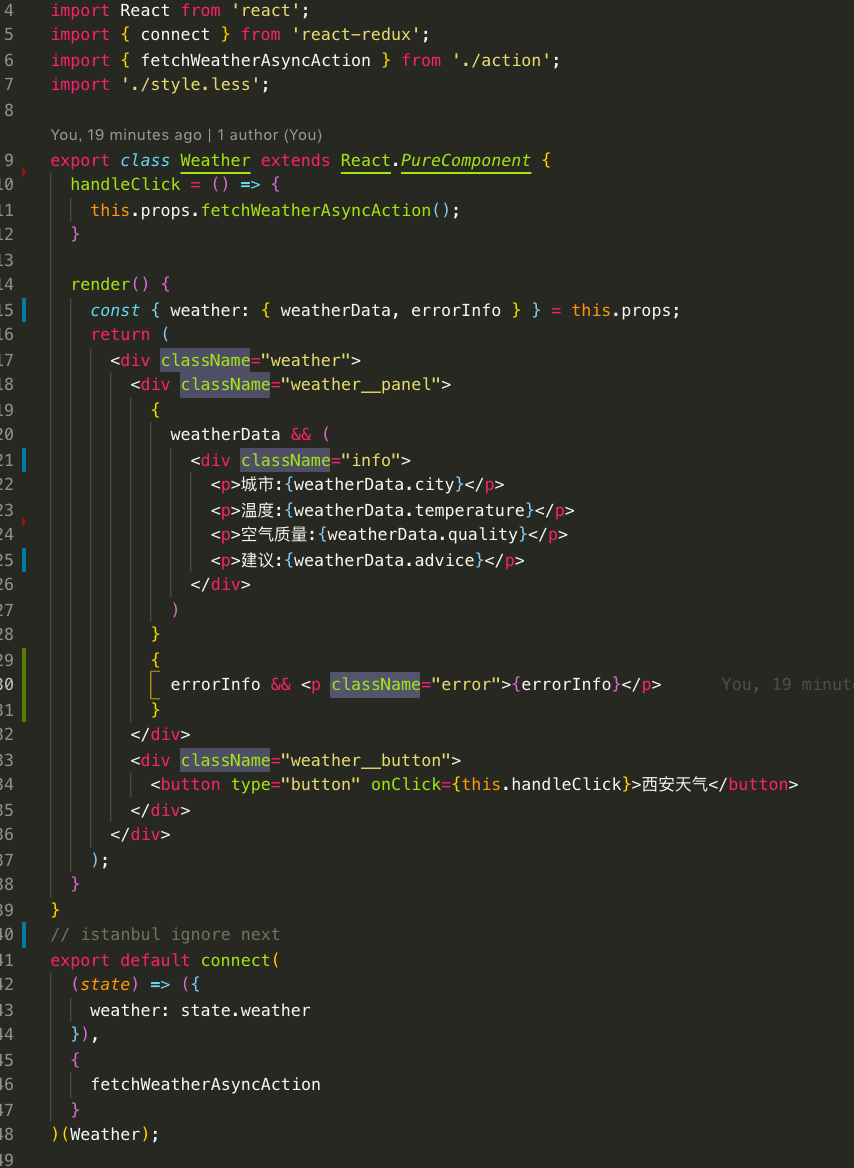 4 import React from 'react';
5 import { connect } from 'react-redux';
6 import { fetchWeatherAsyncAction } from './action';
7 import './style.less';
8
You, 19 minutes ago | 1 author (You)
9 export class Weather extends React.PureComponent {
10 handleClick = () => {
11 this.props.fetchWeatherAsyncAction();
12 }
13
14 render() {
15 const { weather: { weatherData, errorInfo } } = this.props;
16 return (
17 <div className="weather">
18 <div className="weather__panel">
19 {
20 weatherData && (
21 <div className="info">
22 <p>城市:{weatherData.city}</p>
23 <p>温度:{weatherData.temperature}</p>
24 <p>空气质量:{weatherData.quality}</p>
25 <p>建议:{weatherData.advice}</p>
26 </div>
27 )
28 }
29 {
30 errorInfo && <p className="error">{errorInfo}</p> You, 19 minut
31 }
32 </div>
33 <div className="weather__button">
34 <button type="button" onClick={this.handleClick}>西安天气</button>
35 </div>
36 </div>
37 );
38 }
39 }
40 // istanbul ignore next
41 export default connect(
42 (state) => ({
43 weather: state.weather
44 }),
45 {
46 fetchWeatherAsyncAction
47 }
48 )(Weather);
49